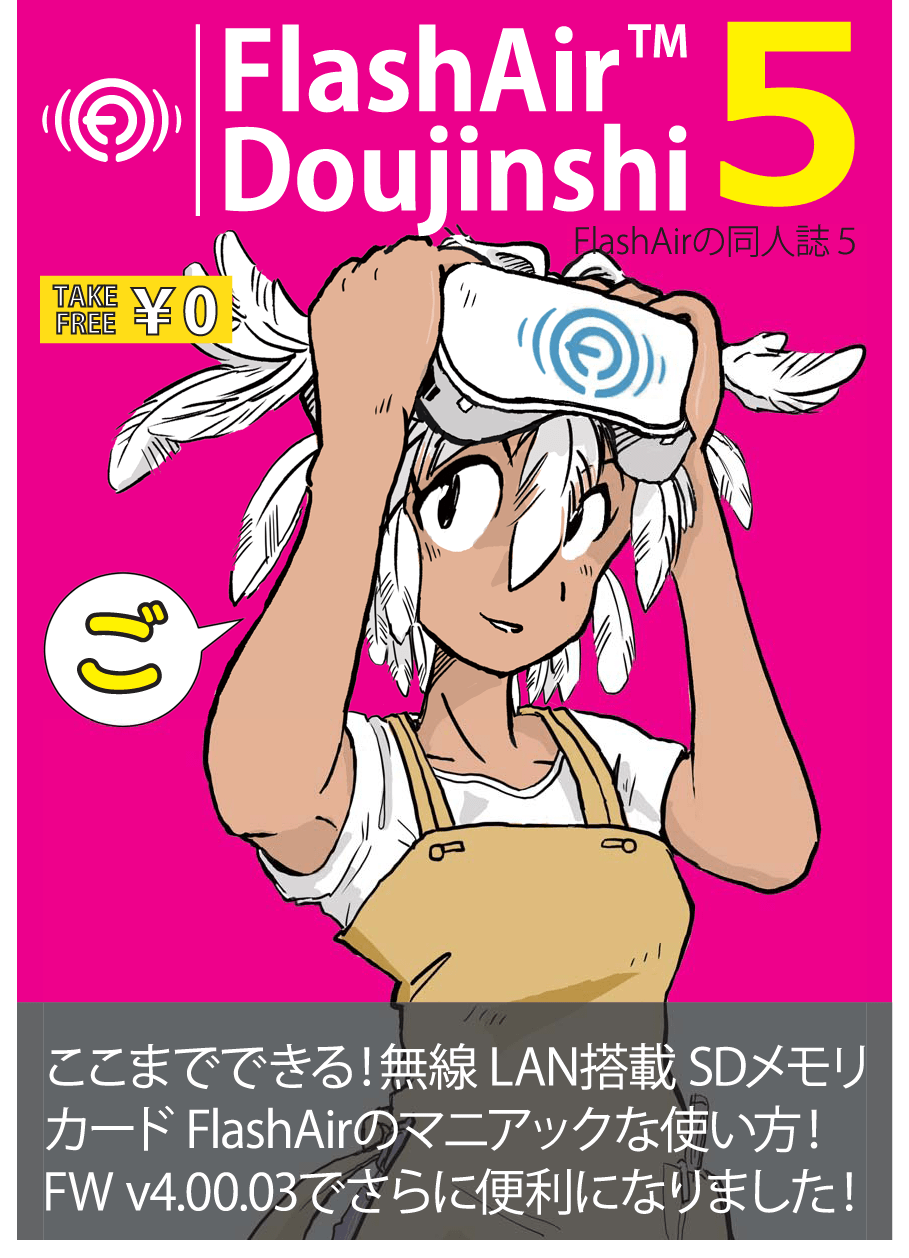 FlashAir™
Doujinshi 5
FlashAirの同人誌 5
TAKE
FREE ¥0
ご
ここまでできる！無線 LAN搭載 SDメモリ
カード FlashAirのマニアックな使い方！
FW v4.00.03でさらに便利になりました！